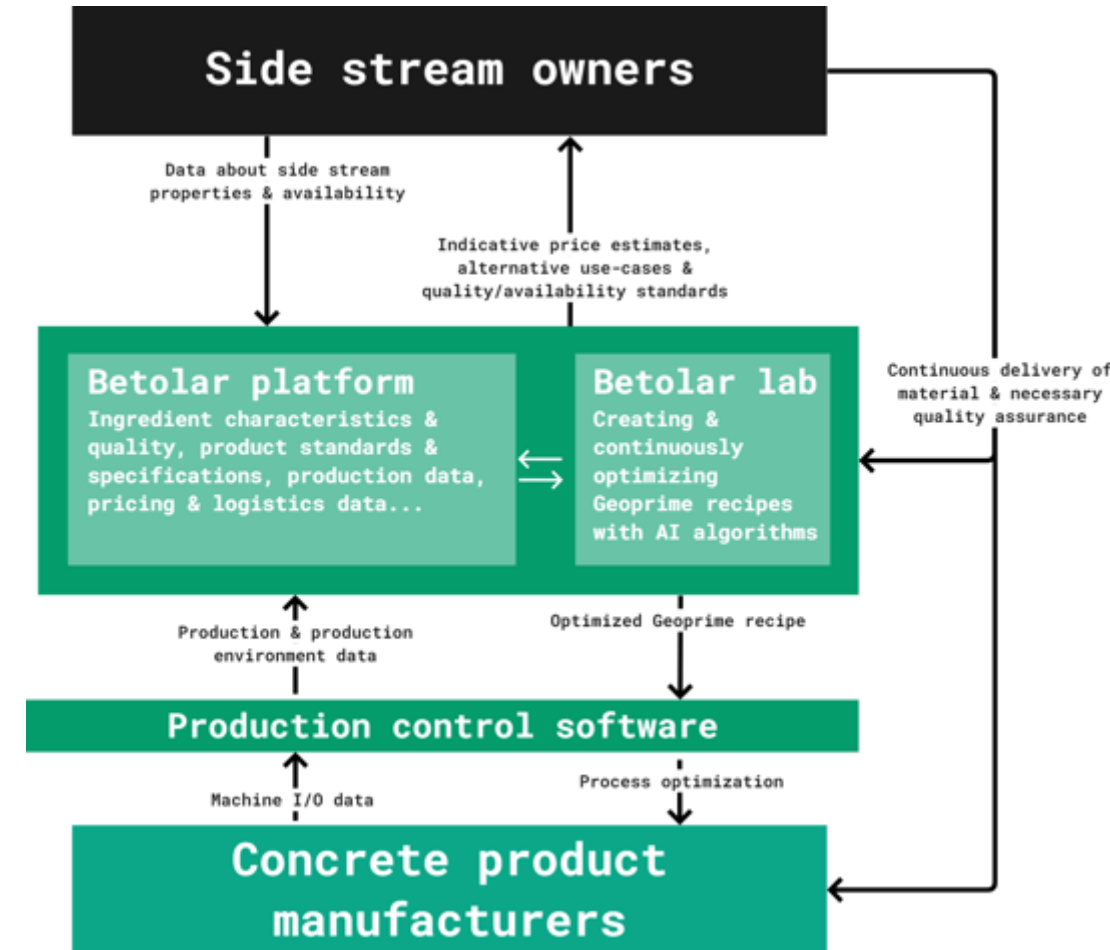 Side stream owners
Data about side stream
properties & availability
Indicative price estimates,
alternative use-cases &
quality/availability standards
Continuous delivery of
material & necessary
quality assurance
Betolar platform
Ingredient characteristics &
quality, product standards &
specifications, production data,
pricing & logistics data...
Betolar lab
Creating &
continuously
optimizing
Geoprime recipes
with AI algorithms
Production & production
environment data
Optimized Geoprime recipe
Production control software
Machine I/O data
Process optimization
Concrete product
manufacturers